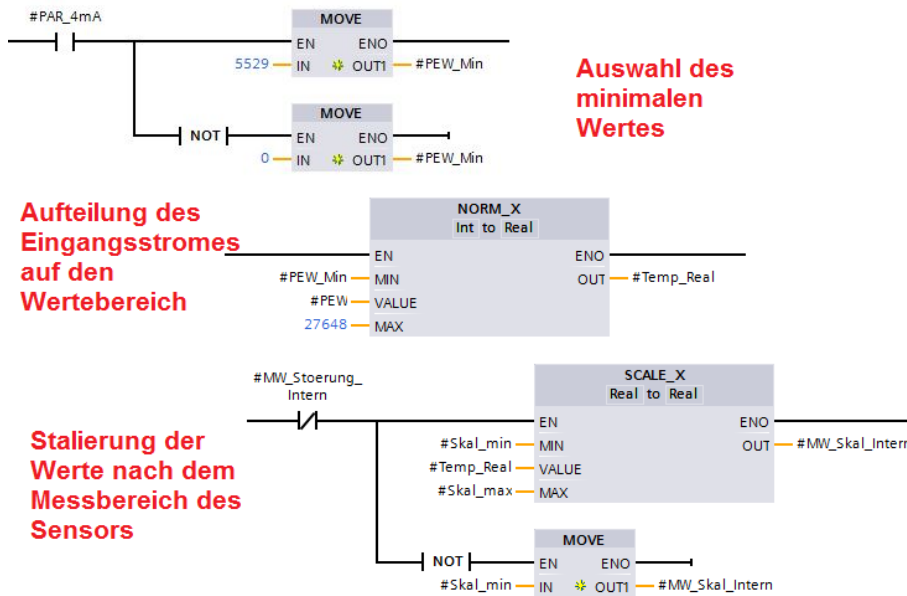 #PAR_4mA
MOVE
EN ENO
5529 IN OUT1 #PEW_Min
Auswahl des
minimalen
Wertes
MOVE
NOT EN ENO
0 IN OUT1 #PEW_Min
Aufteilung des
Eingangsstromes
auf den
Wertebereich
NORM_X
Int to Real
EN ENO
#PEW_Min MIN OUT #Temp_Real
#PEW VALUE
27648 MAX
#MW_Stoerung_
Intern
SCALE_X
Real to Real
EN ENO
#Skal_min MIN OUT #MW_Skal_Intern
#Temp_Real VALUE
#Skal_max MAX
Stalierung der
Werte nach dem
Messbereich des
Sensors
MOVE
NOT EN ENO
#Skal_min IN OUT1 #MW_Skal_Intern